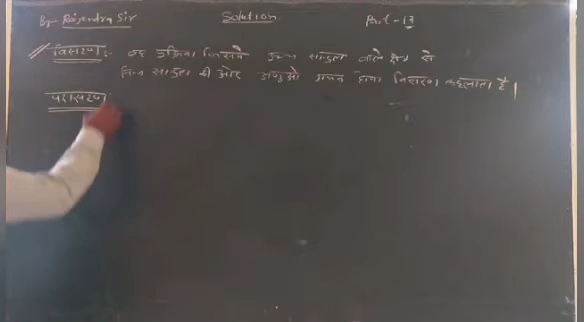 By- Rajendra Sir Solution Part-13
विसरण :- वह प्रक्रिया जिसमें उच्च सान्द्रता वाले क्षेत्र से
निम्न सान्द्रता की ओर अणुओं गमन होता विसरण कहलाता है।
परासरण